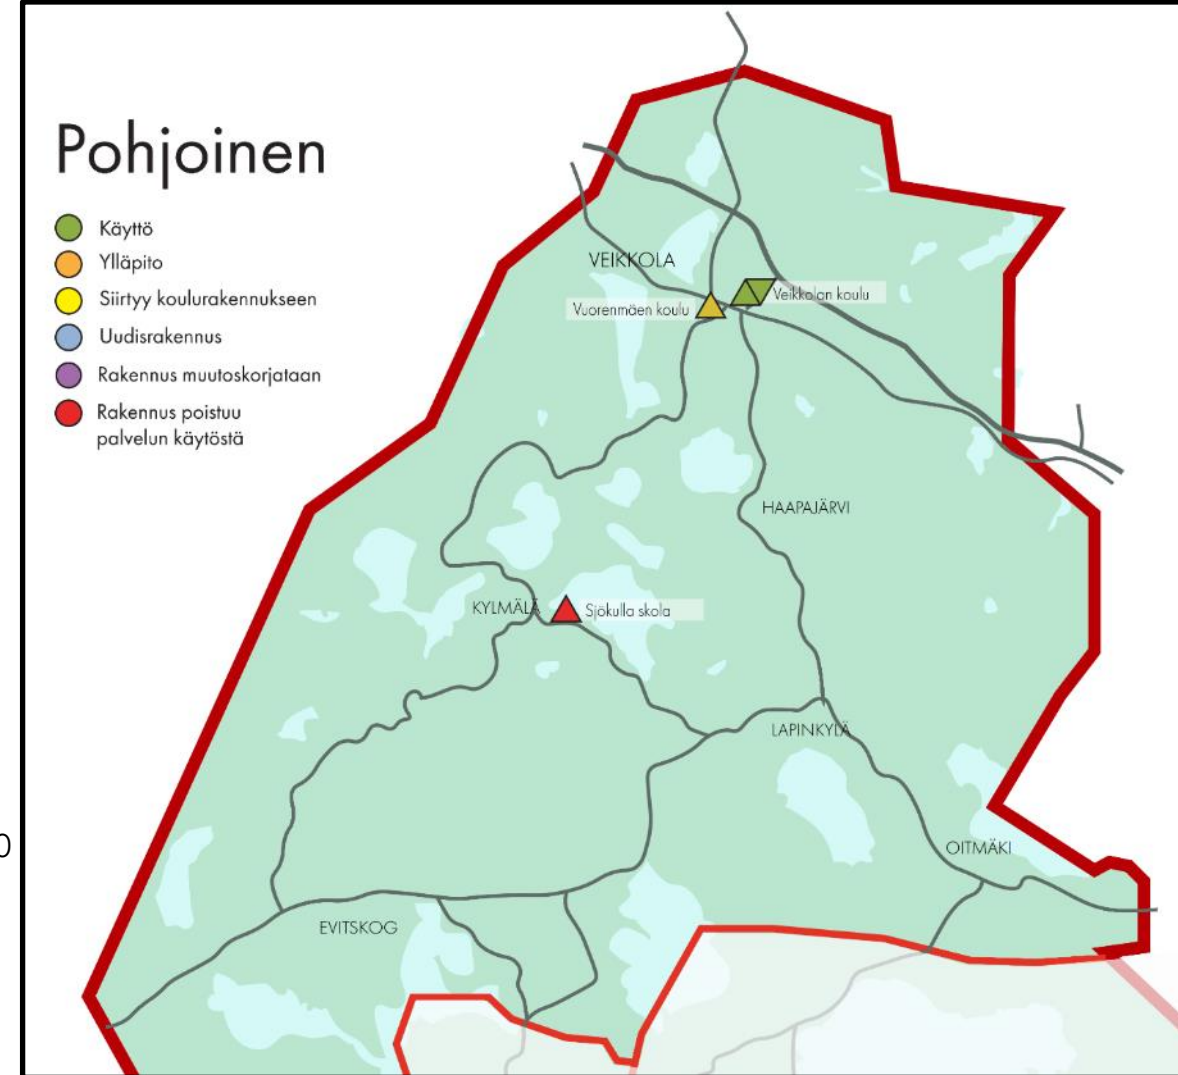 Pohjoinen
Käyttö
Ylläpito
Siirtyy koulurakennukseen
Uudisrakennus
Rakennus muutoskorjataan
Rakennus poistuu
palvelun käytöstä
VEIKKOLA
Veikkolan koulu
Vuorenmäen koulu
HAAPAJÄRVI
KYLMÄLÄ
Sjökulla skola
LAPINKYLÄ
OITMÄKI
EVITSKOG
0